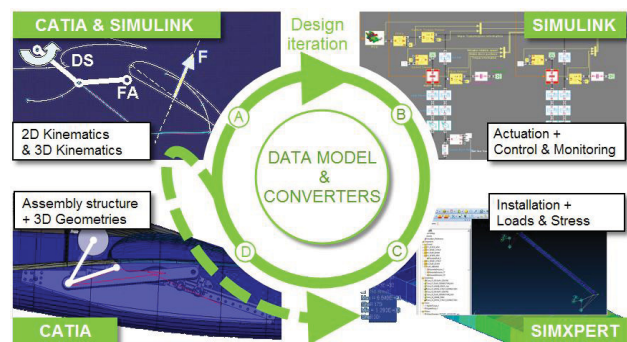 CATIA & SIMULINK
Design
iteration
SIMULINK
DS
FA
F
A
B
2D Kinematics
& 3D Kinematics
Actuation +
Control & Monitoring
DATA MODEL
&
CONVERTERS
Assembly structure
+ 3D Geometries
Installation +
Loads & Stress
D
C
CATIA
SIMXPERT